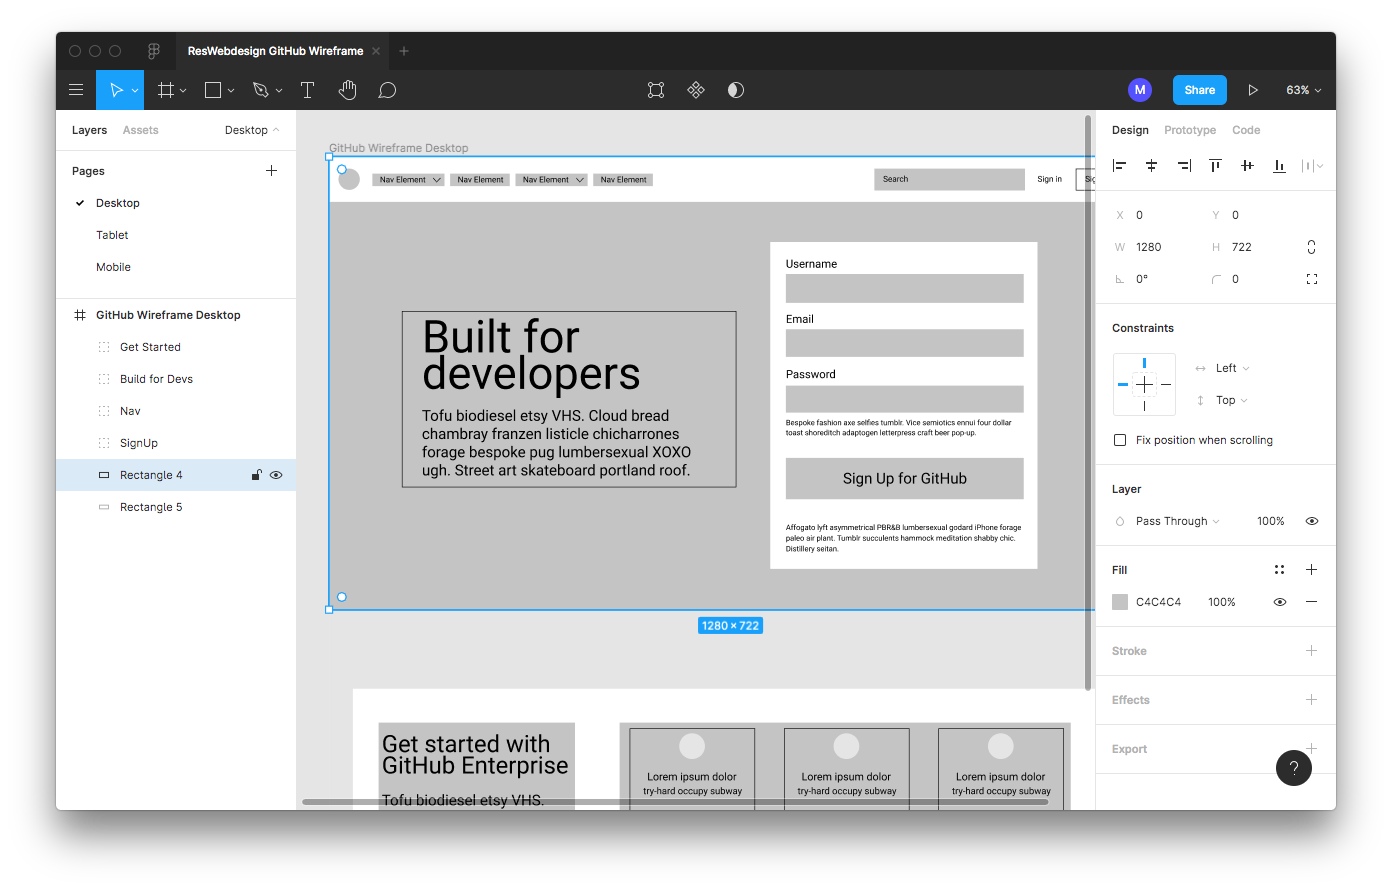 ResWebdesign GitHub Wireframe
M
Share
63%
Layers
Assets
Desktop
Pages
Desktop
Tablet
Mobile
GitHub Wireframe Desktop
Get Started
Build for Devs
Nav
SignUp
Rectangle 4
Rectangle 5
GitHub Wireframe Desktop
Nav Element
Nav Element
Nav Element
Nav Element
Search
Sign in
Sig
Built for
developers
Tofu biodiesel etsy VHS. Cloud bread
chambray franzen listicle chicharrones
forage bespoke pug lumbersexual XOXO
ugh. Street art skateboard portland roof.
Username
Email
Password
Bespoke fashion axe selfies tumblr. Vice semiotics ennui four dollar
toast shoreditch adaptogen letterpress craft beer pop-up.
Sign Up for GitHub
Affogato lyft asymmetrical PBR&B lumbersexual godard iPhone forage
paleo air plant. Tumblr succulents hammock meditation shabby chic.
Distillery seitan.
1280 × 722
Get started with
GitHub Enterprise
Tofu biodiesel etsy VHS.
Lorem ipsum dolor
try-hard occupy subway
Lorem ipsum dolor
try-hard occupy subway
Lorem ipsum dolor
try-hard occupy subway
Design
Prototype
Code
X 0
Y 0
W 1280
H 722
0°
0
Constraints
Left
Top
Fix position when scrolling
Layer
Pass Through
100%
Fill
C4C4C4
100%
Stroke
Effects
Export
?